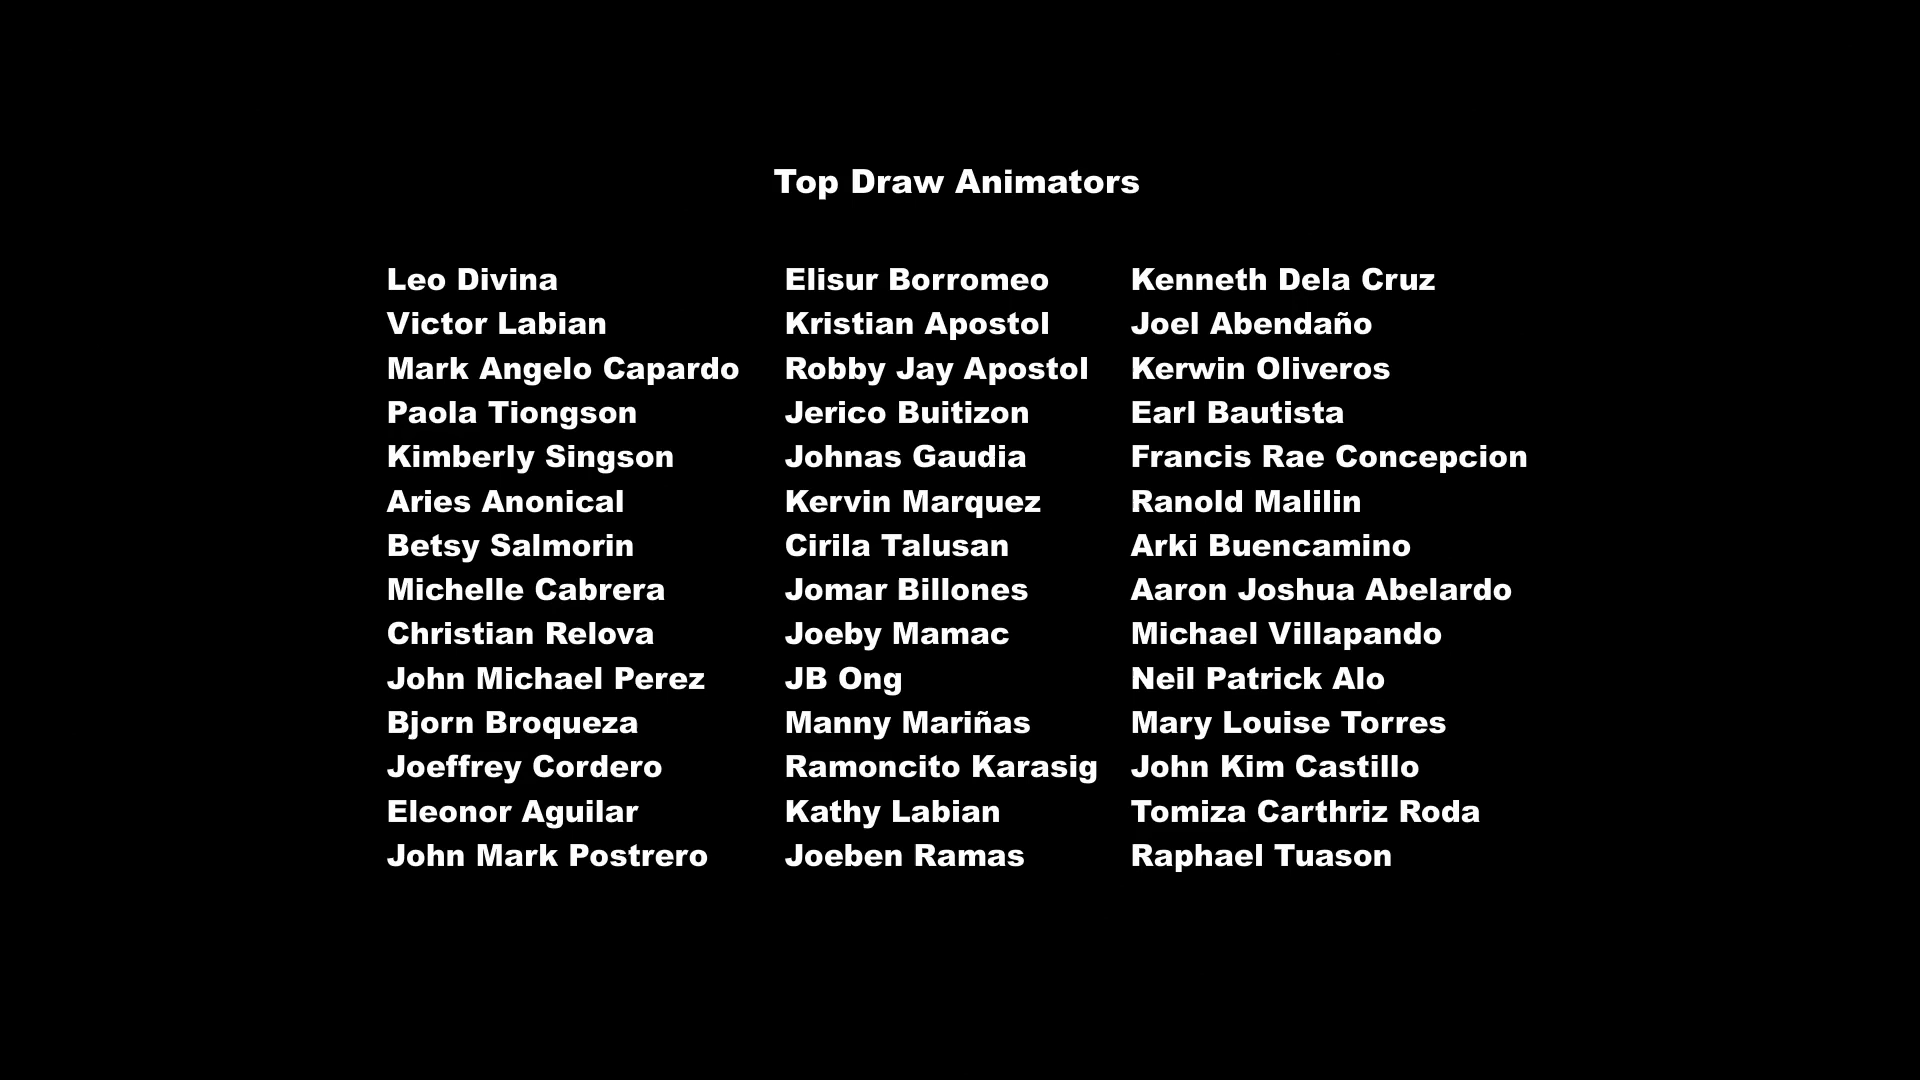 Top Draw Animators
Leo Divina
Victor Labian
Mark Angelo Capardo
Paola Tiongson
Kimberly Singson
Aries Anonical
Betsy Salmorin
Michelle Cabrera
Christian Relova
John Michael Perez
Bjorn Broqueza
Joeffrey Cordero
Eleonor Aguilar
John Mark Postrero
Elisur Borromeo
Kristian Apostol
Robby Jay Apostol
Jerico Buitizon
Johnas Gaudia
Kervin Marquez
Cirila Talusan
Jomar Billones
Joeby Mamac
JB Ong
Manny Mariñas
Ramoncito Karasig
Kathy Labian
Joeben Ramas
Kenneth Dela Cruz
Joel Abendaño
Kerwin Oliveros
Earl Bautista
Francis Rae Concepcion
Ranold Malilin
Arki Buencamino
Aaron Joshua Abelardo
Michael Villapando
Neil Patrick Alo
Mary Louise Torres
John Kim Castillo
Tomiza Carthriz Roda
Raphael Tuason